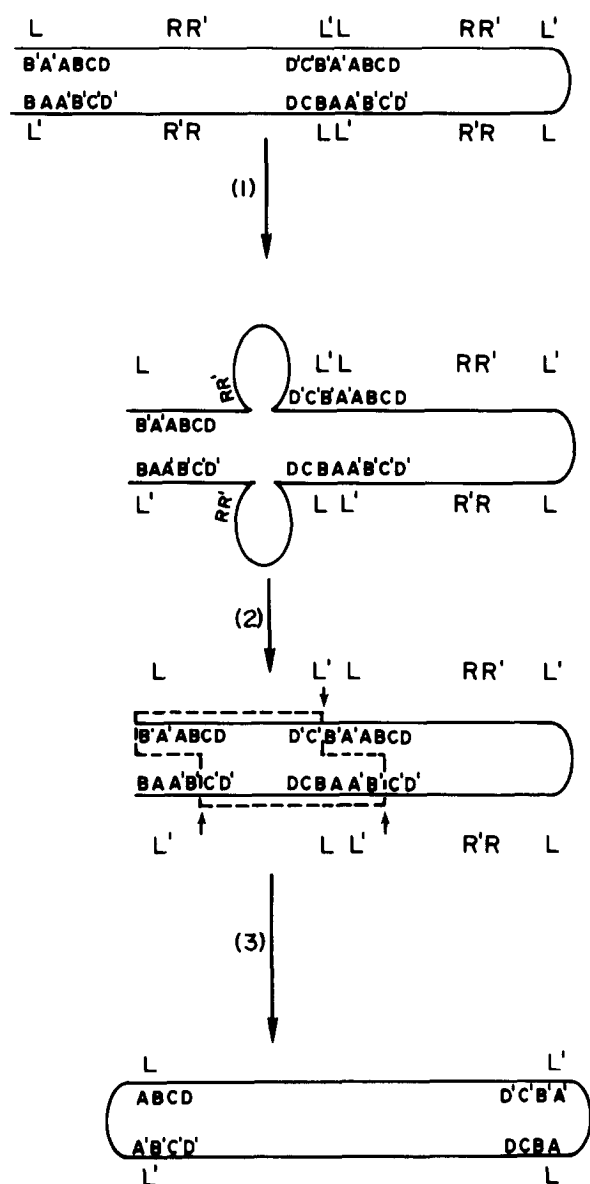 L RR' L'L RR' L'
B'A'ABCD D'C'B'A'ABCD
BAA'B'C'D' DCBAA'B'C'D'
L' R'R LL' R'R L
(1)
L L'L RR' L'
RR'
D'C'B'A'ABCD
B'A'ABCD
BAA'B'C'D' DCBAA'B'C'D'
L' RR' L L' R'R L
(2)
L L' L RR' L'
B'A'ABCD D'C'B'A'ABCD
BAA'B'C'D' DCBAA'B'C'D'
L' L L' R'R L
(3)
L L'
ABCD D'C'B'A'
A'B'C'D' DCBA
L' L